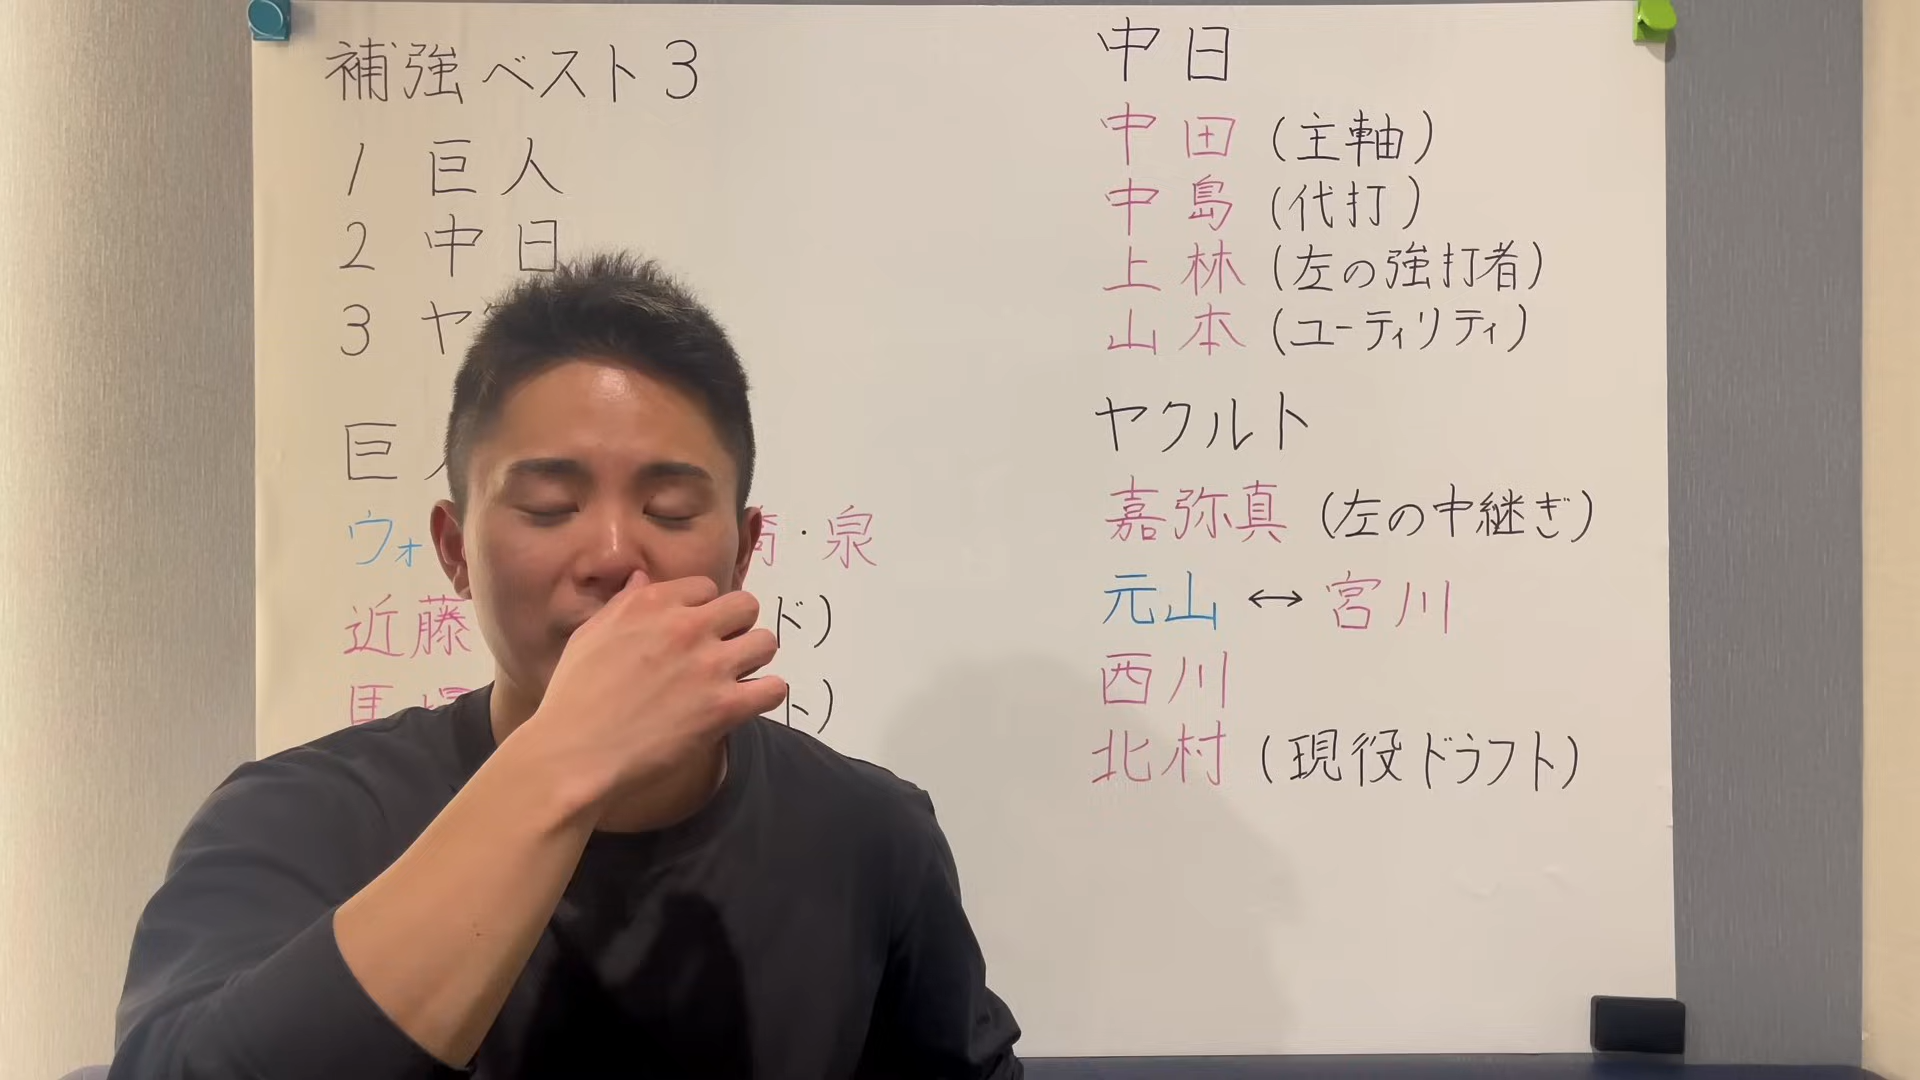 補強ベスト3
1 巨人
2 中日
3 ヤ
巨
ウォ
・泉
近藤
ド)
ト)
中日
中田(主軸)
中島(代打)
上林(左の強打者)
山本(ユーティリティ)
ヤクルト
嘉弥真(左の中継ぎ)
元山↔宮川
西川
北村(現役ドラフト)